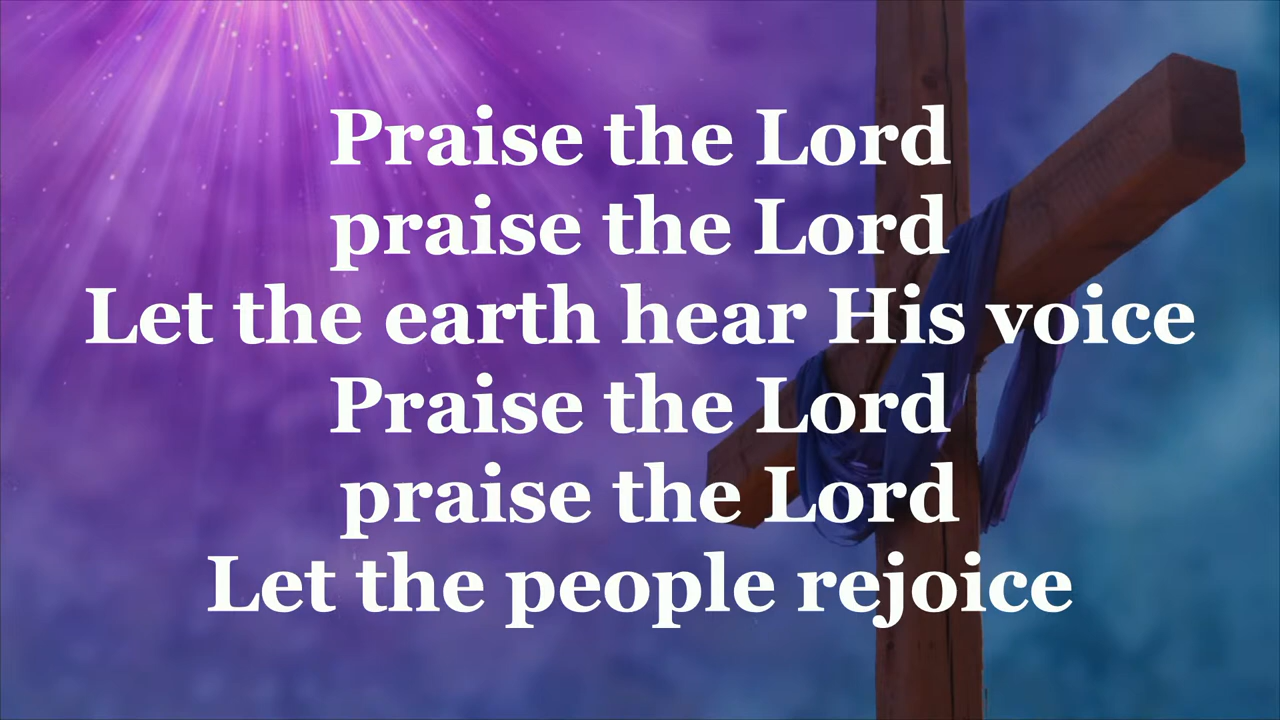 Praise the Lord
praise the Lord
Let the earth hear His voice
Praise the Lord
praise the Lord
Let the people rejoice